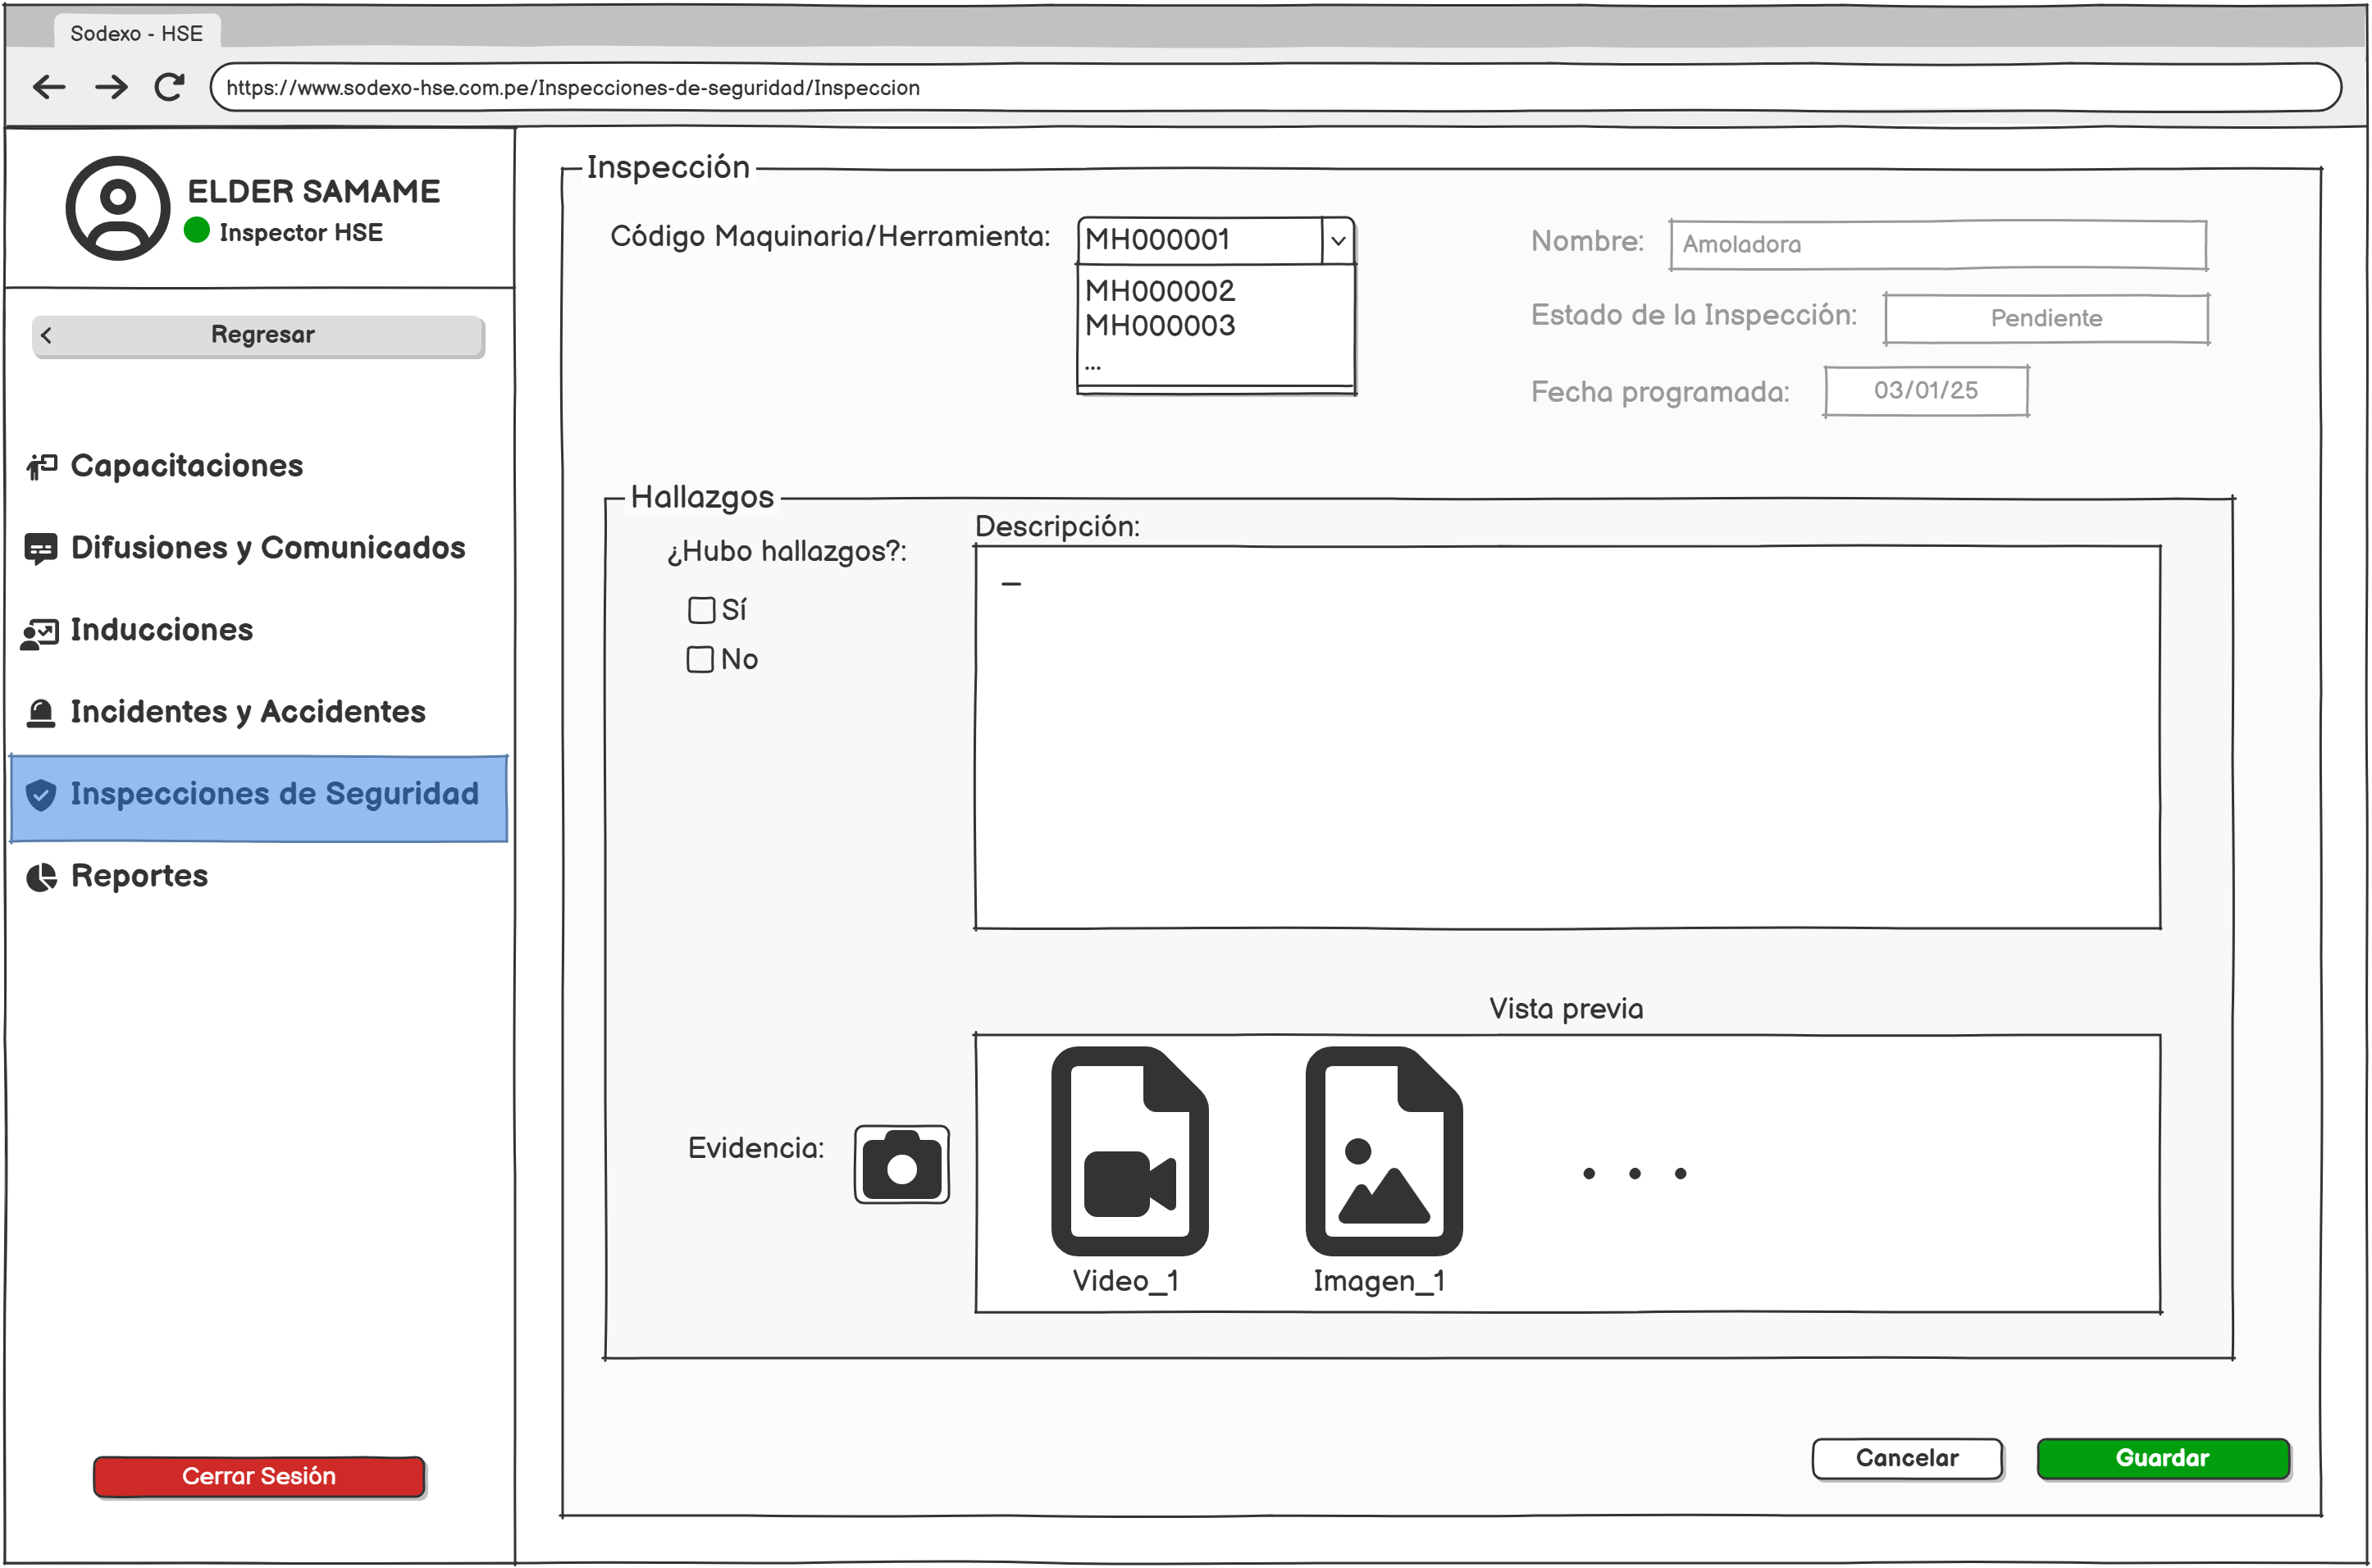 Sodexo - HSE
https://www.sodexo-hse.com.pe/Inspecciones-de-seguridad/Inspeccion
ELDER SAMAME
Inspector HSE
Regresar
Capacitaciones
Difusiones y Comunicados
Inducciones
Incidentes y Accidentes
Inspecciones de Seguridad
Reportes
Cerrar Sesión
Inspección
Código Maquinaria/Herramienta:
MH000001
MH000002
MH000003
...
Nombre:
Amoladora
Estado de la Inspección:
Pendiente
Fecha programada:
03/01/25
Hallazgos
¿Hubo hallazgos?:
Sí
No
Descripción:
_
Vista previa
Evidencia:
Video_1
Imagen_1
Cancelar
Guardar